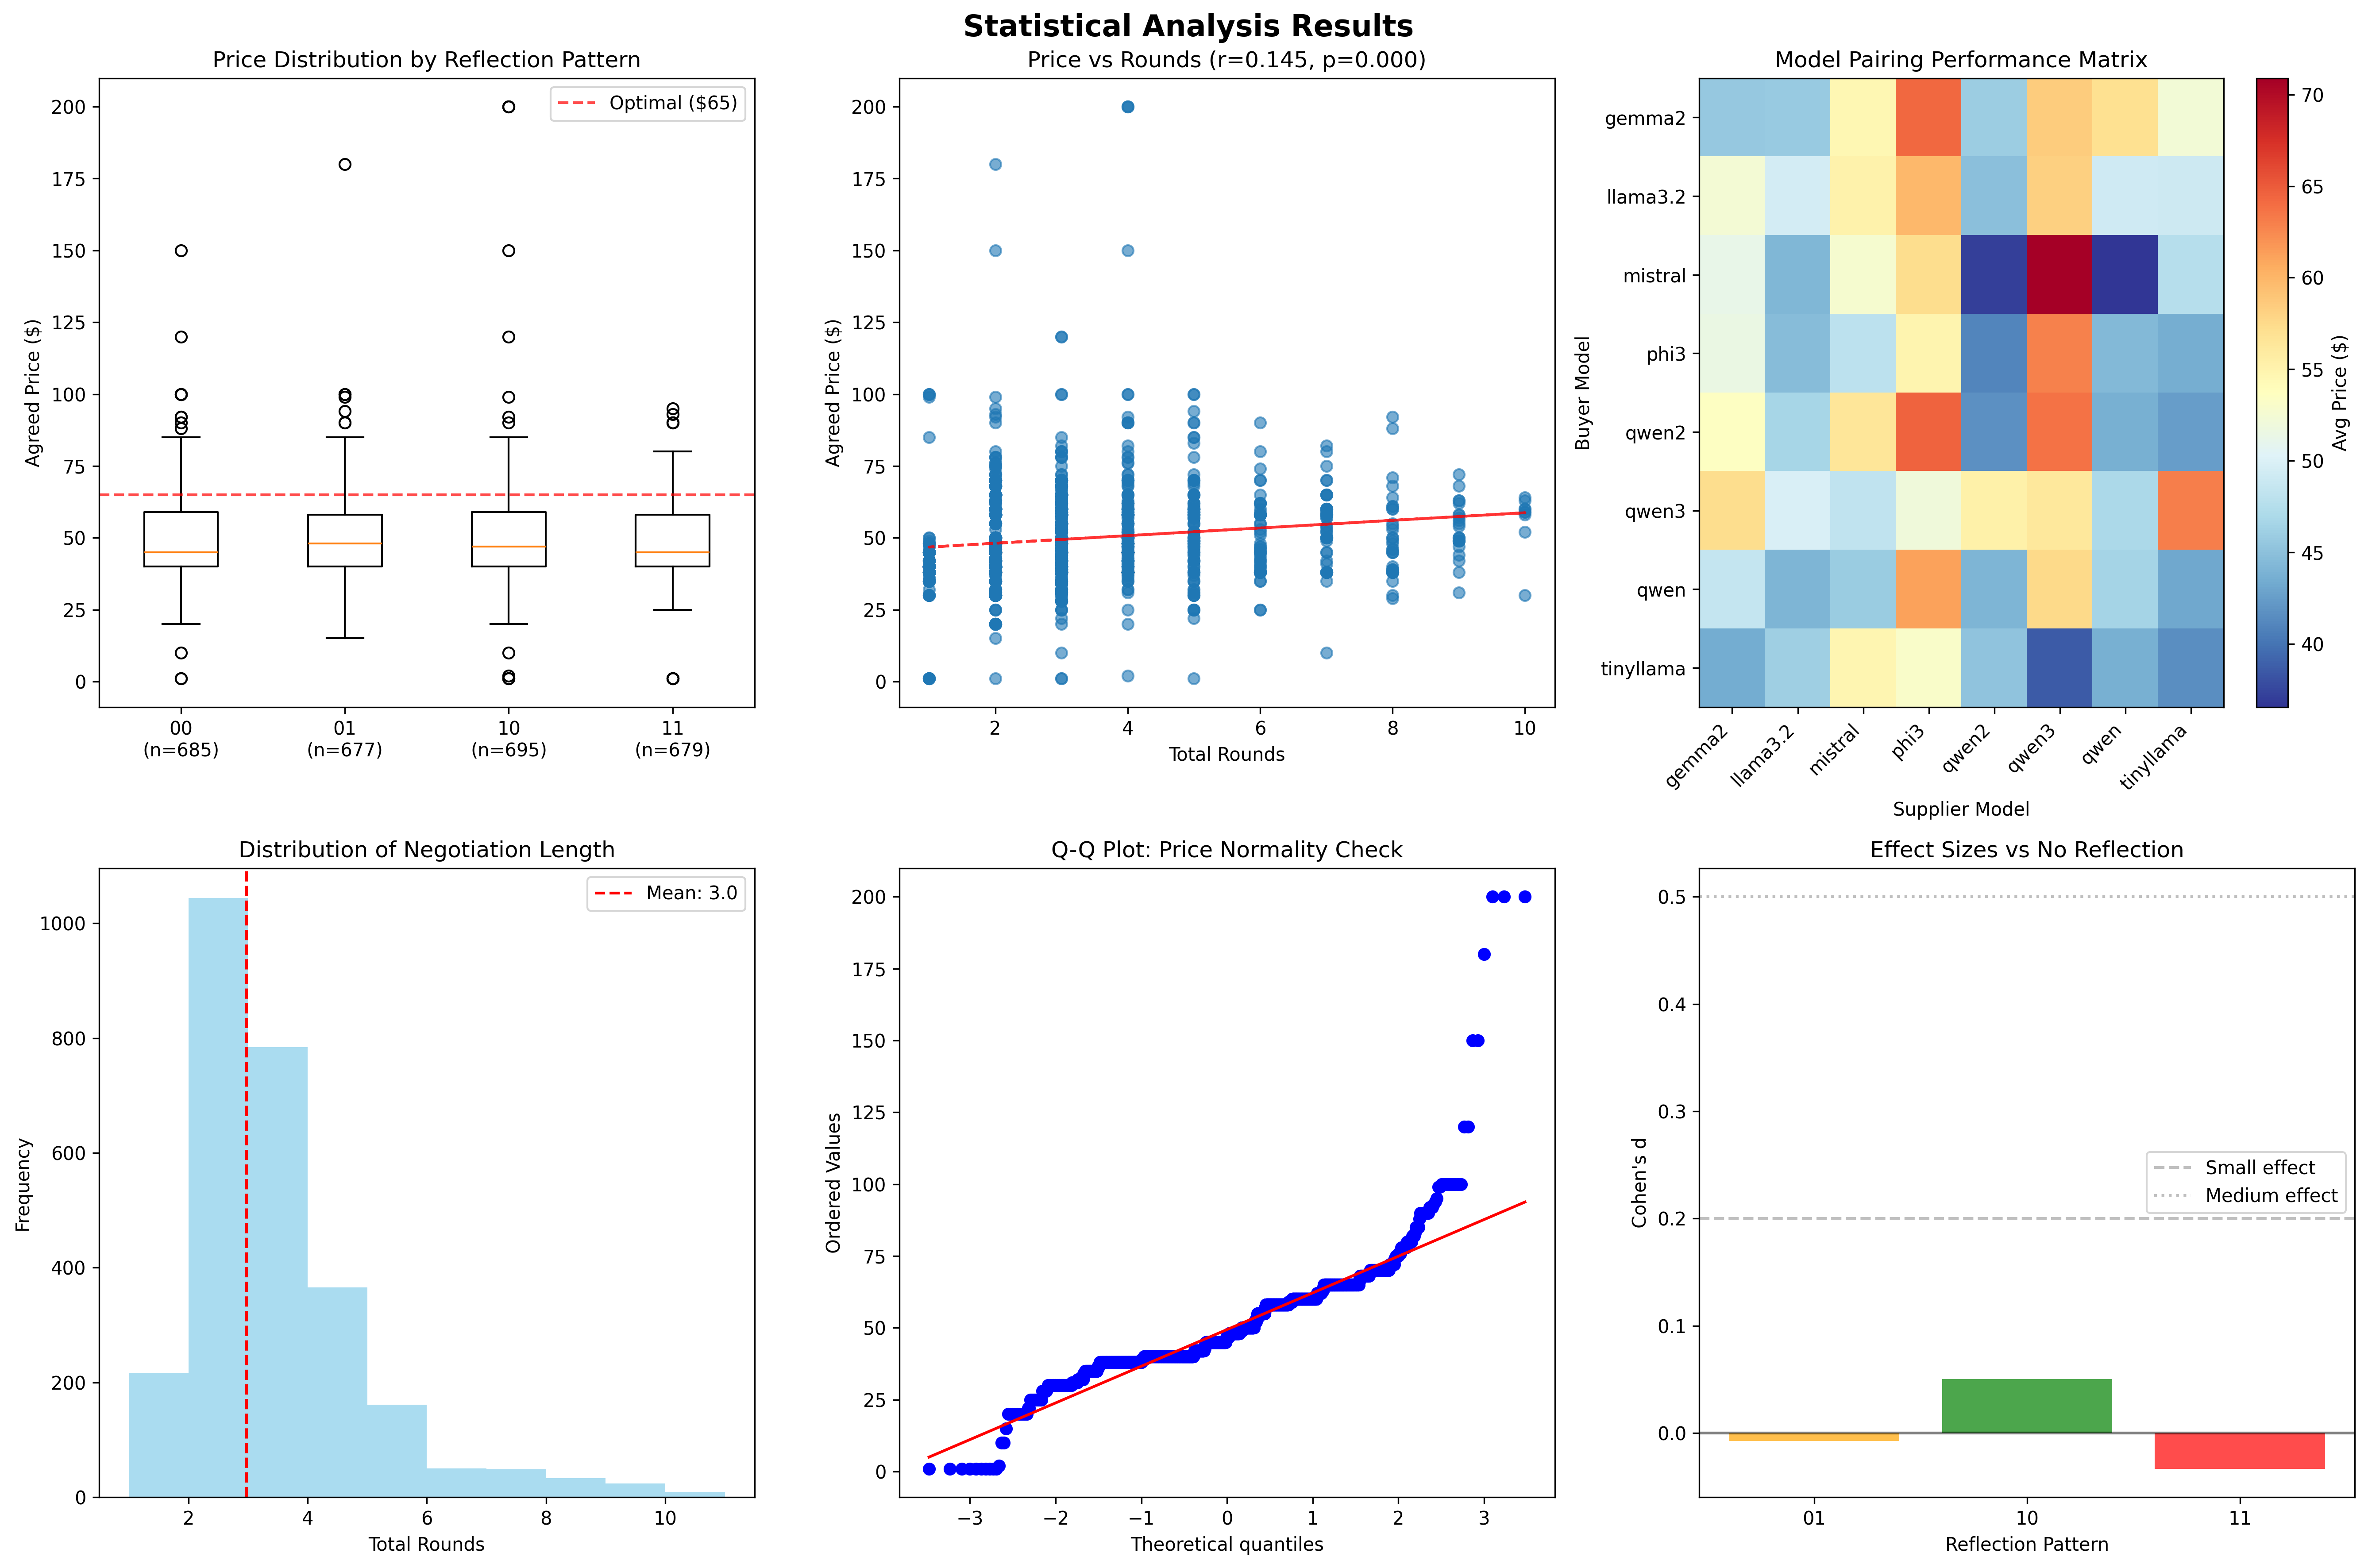 Statistical Analysis Results
Price Distribution by Reflection Pattern
Agreed Price ($)
200
175
150
125
100
75
50
25
0
Optimal ($65)
00
(n=685)
01
(n=677)
10
(n=695)
11
(n=679)
Price vs Rounds (r=0.145, p=0.000)
Agreed Price ($)
200
175
150
125
100
75
50
25
0
2
4
6
8
10
Total Rounds
Model Pairing Performance Matrix
Buyer Model
gemma2
llama3.2
mistral
phi3
qwen2
qwen3
qwen
tinyllama
gemma2
llama3.2
mistral
phi3
qwen2
qwen3
qwen
tinyllama
Supplier Model
70
65
60
55
50
45
40
Avg Price ($)
Distribution of Negotiation Length
Frequency
1000
800
600
400
200
0
Mean: 3.0
2
4
6
8
10
Total Rounds
Q-Q Plot: Price Normality Check
Ordered Values
200
175
150
125
100
75
50
25
0
−3
−2
−1
0
1
2
3
Theoretical quantiles
Effect Sizes vs No Reflection
Cohen's d
0.5
0.4
0.3
0.2
0.1
0.0
Small effect
Medium effect
01
10
11
Reflection Pattern